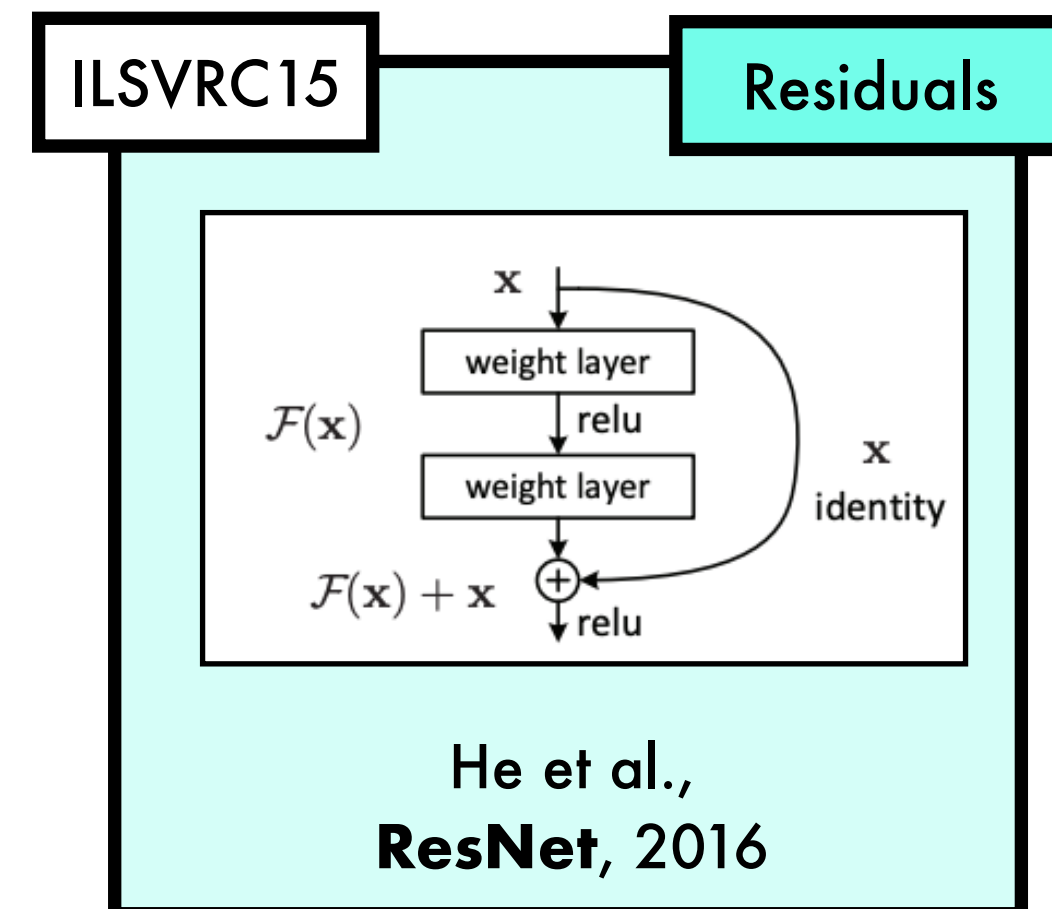 ILSVRC15
Residuals
x
weight layer
relu
F(x)
weight layer
x
identity
F(x) + x
+
relu
He et al.,
ResNet, 2016